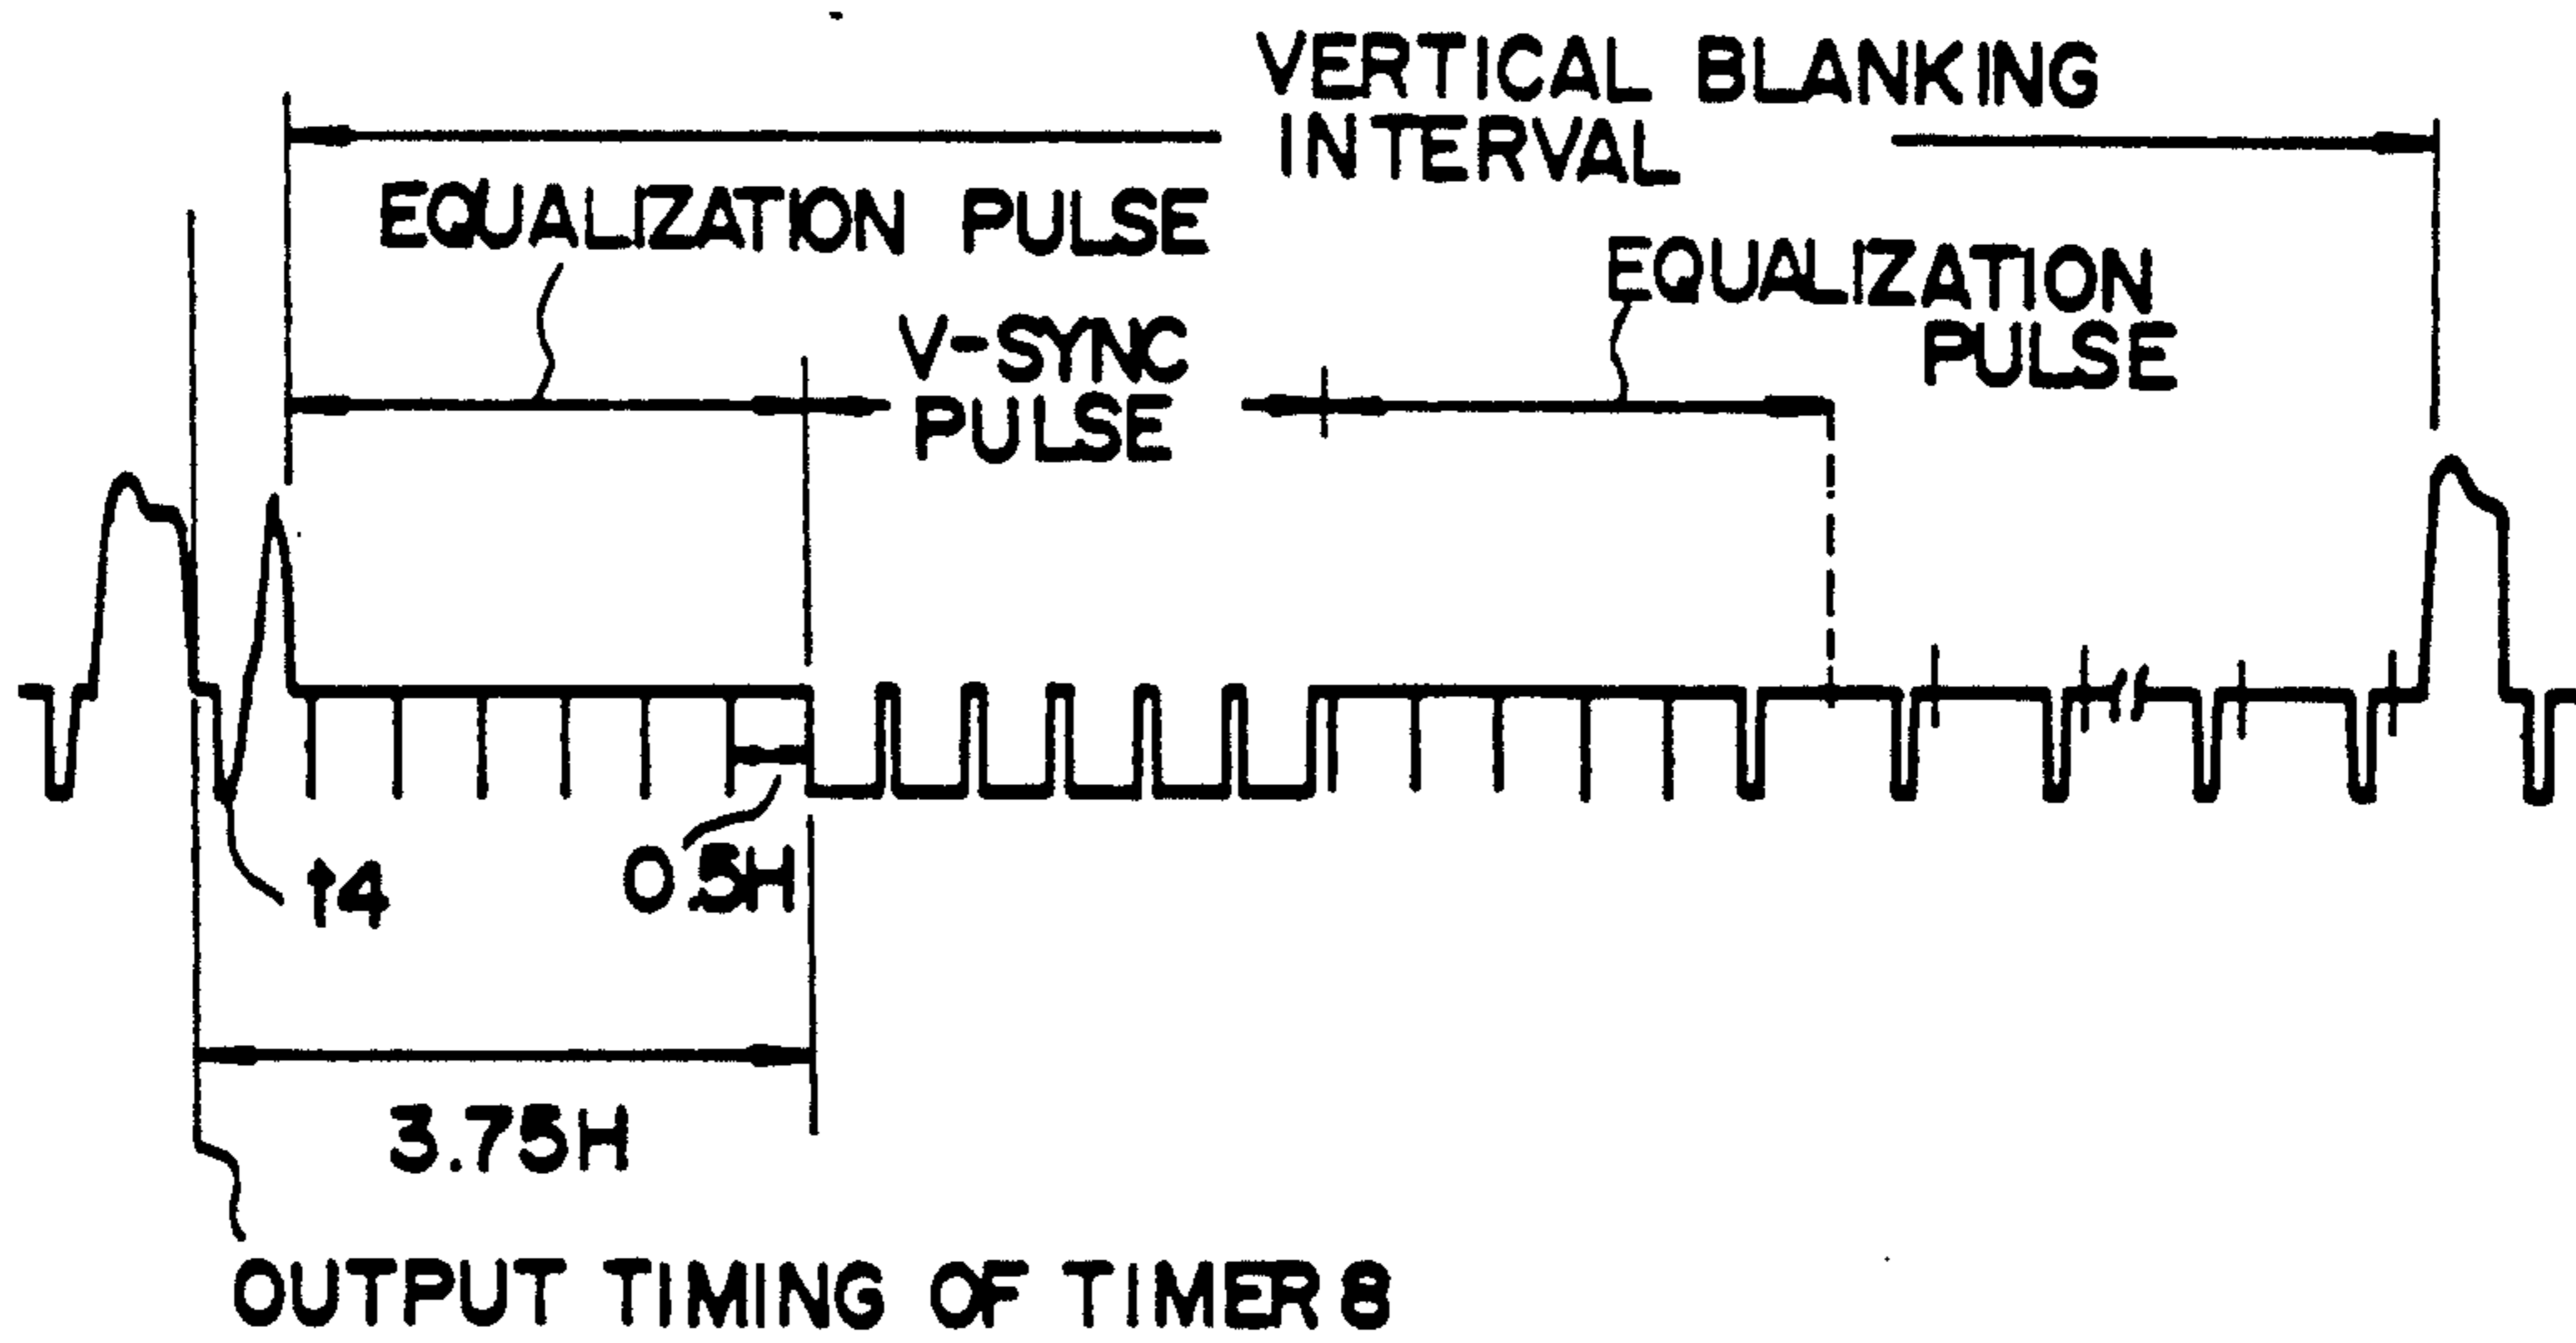 VERTICAL BLANKING
INTERVAL
EQUALIZATION PULSE
EQUALIZATION
PULSE
V-SYNC
PULSE
t4
0.5H
3.75H
OUTPUT TIMING OF TIMER 8